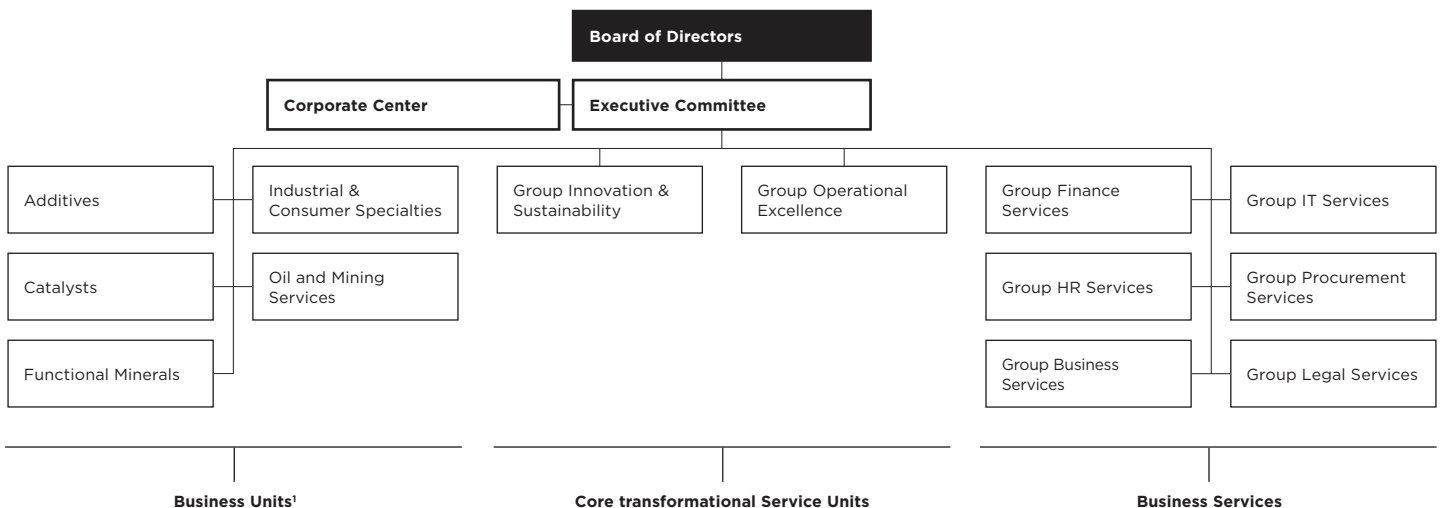 Board of Directors
Corporate Center
Executive Committee
Additives
Industrial &
Consumer Specialties
Group Innovation &
Sustainability
Group Operational
Excellence
Group Finance
Services
Group IT Services
Catalysts
Oil and Mining
Services
Group HR Services
Group Procurement
Services
Functional Minerals
Group Business
Services
Group Legal Services
Business Units¹
Core transformational Service Units
Business Services